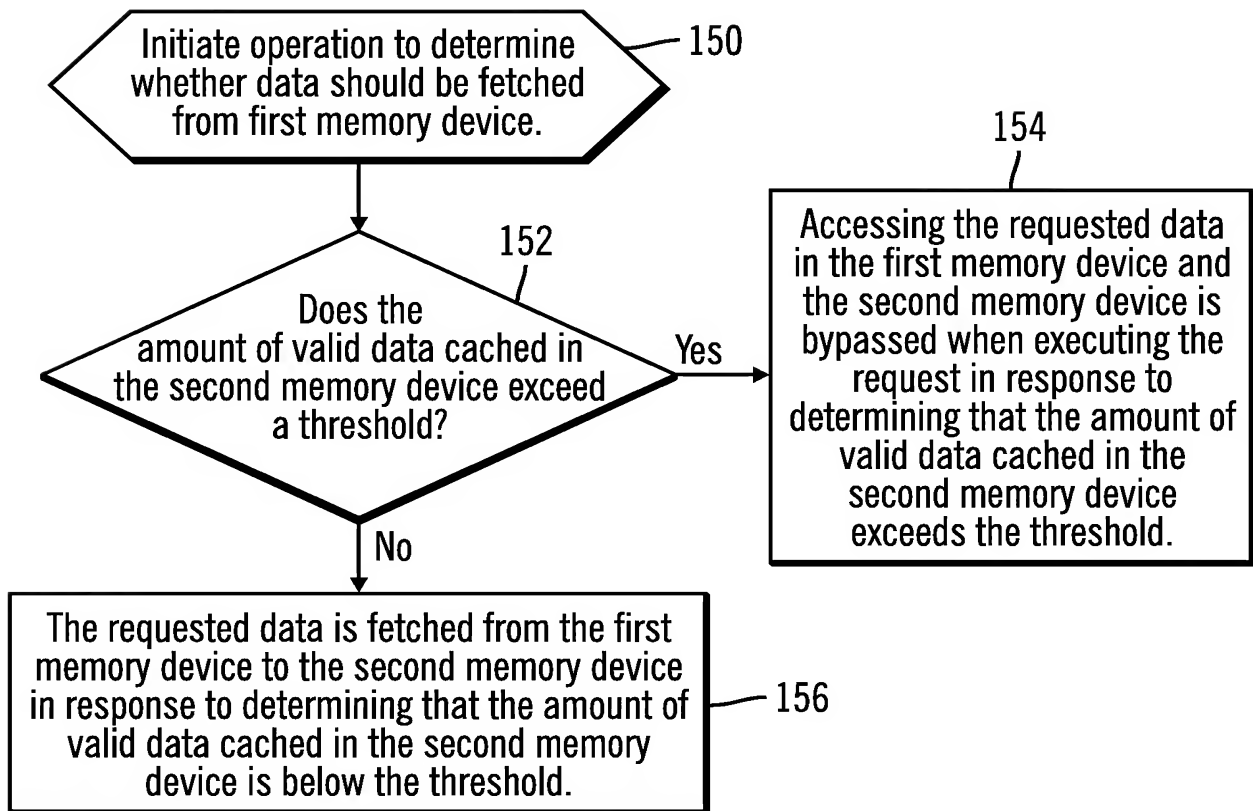 Initiate operation to determine
whether data should be fetched
from first memory device.
150
152
Does the
amount of valid data cached in
the second memory device exceed
a threshold?
Yes
154
Accessing the requested data
in the first memory device and
the second memory device is
bypassed when executing the
request in response to
determining that the amount of
valid data cached in the
second memory device
exceeds the threshold.
No
The requested data is fetched from the first
memory device to the second memory device
in response to determining that the amount of
valid data cached in the second memory
device is below the threshold.
156